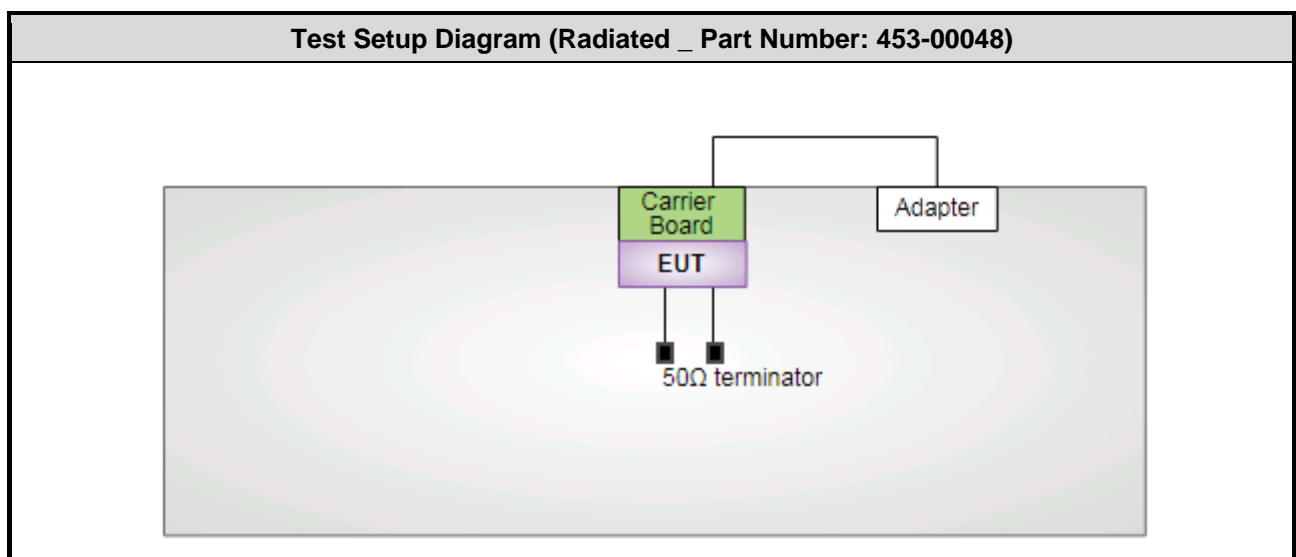 Test Setup Diagram (Radiated _ Part Number: 453-00048)
Carrier
Board
Adapter
EUT
50Ω terminator